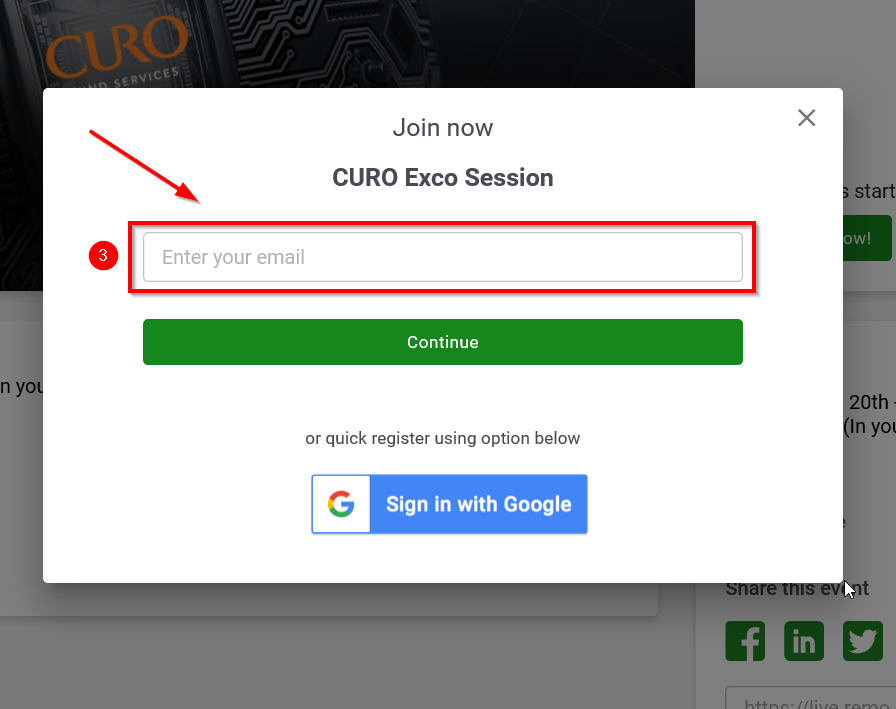 CURO
ND SERVICES
Join now
CURO Exco Session
s start
ow!
3
Enter your email
Continue
n you
20th
(In you
or quick register using option below
Sign in with Google
e
Share this event
https://live.remo